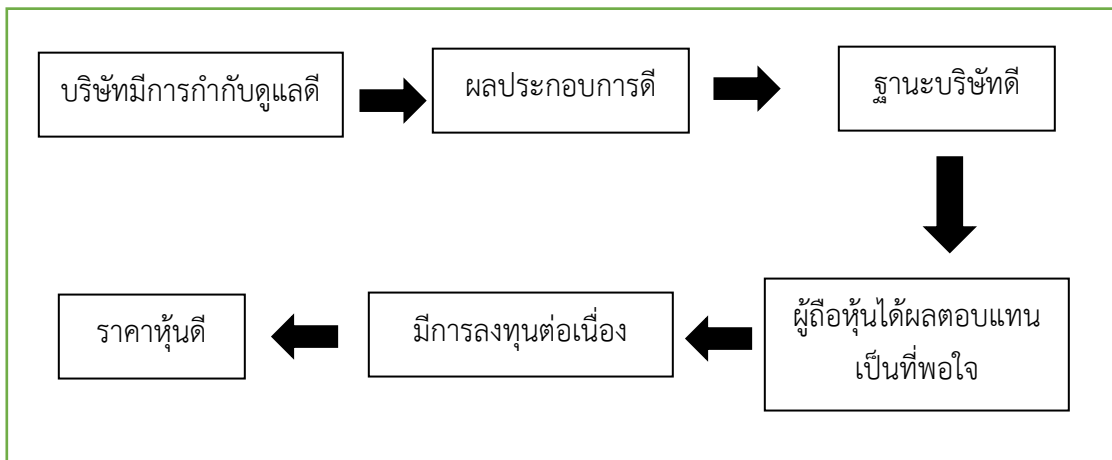 บริษัทมีการกำกับดูแลดี
ผลประกอบการดี
ฐานะบริษัทดี
ผู้ถือหุ้นได้ผลตอบแทน
เป็นที่พอใจ
มีการลงทุนต่อเนื่อง
ราคาหุ้นดี